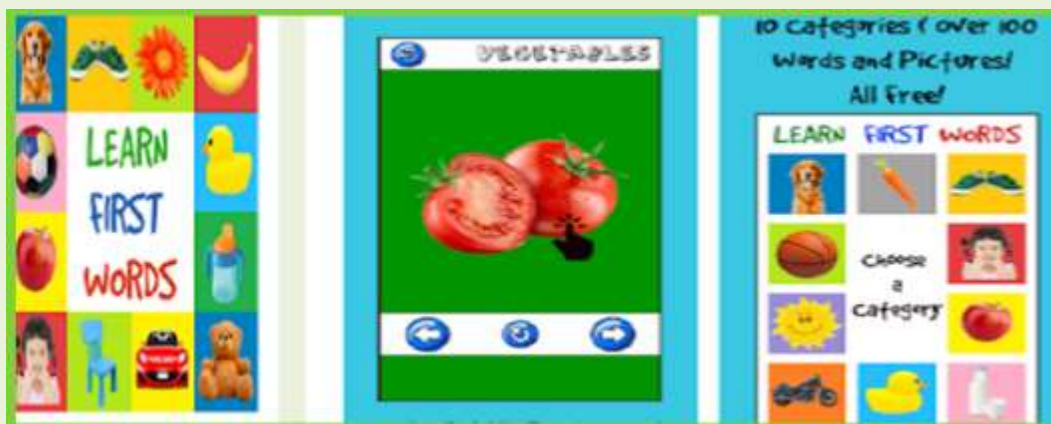 LEARN
FIRST
WORDS
VEGETABLES
10 Categories & Over 100
Words and Pictures!
All Free!
LEARN FIRST WORDS
Choose
a
Category